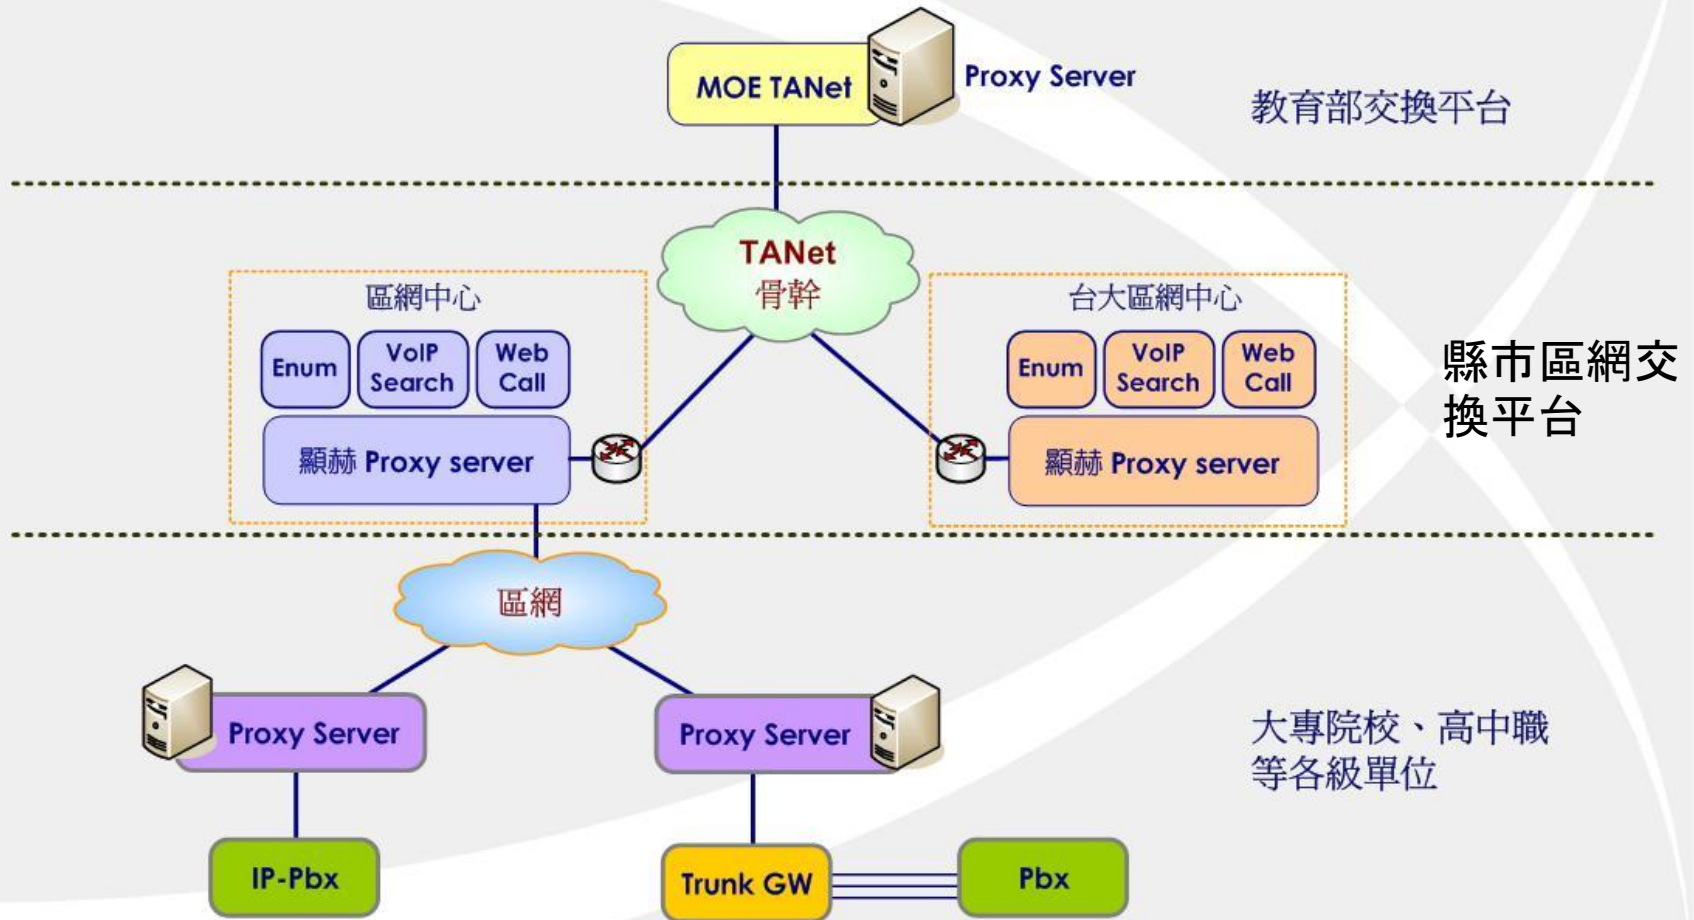 MOE TANet
Proxy Server
教育部交換平台
TANet
骨幹
區網中心
Enum
VoIP
Search
Web
Call
顯赫 Proxy server
台大區網中心
Enum
VoIP
Search
Web
Call
顯赫 Proxy server
縣市區網交
換平台
區網
Proxy Server
Proxy Server
大專院校、高中職
等各級單位
IP-Pbx
Trunk GW
Pbx